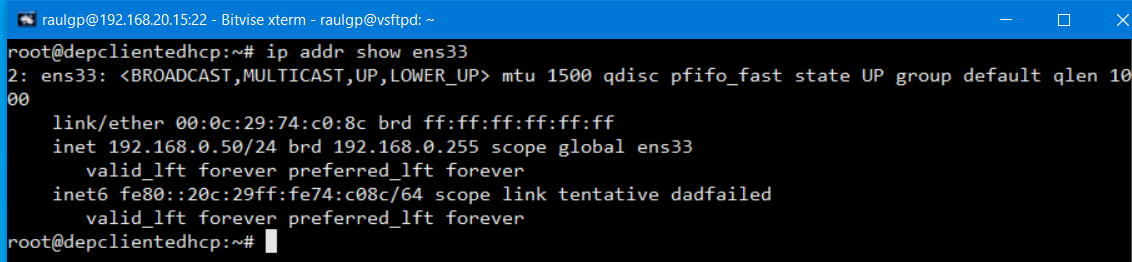 raulgp@192.168.20.15:22 - Bitvise xterm - raulgp@vsftpd: ~
root@depclientedhcp:~# ip addr show ens33
2: ens33: <BROADCAST,MULTICAST,UP,LOWER_UP> mtu 1500 qdisc pfifo_fast state UP group default qlen 10
00
    link/ether 00:0c:29:74:c0:8c brd ff:ff:ff:ff:ff:ff
    inet 192.168.0.50/24 brd 192.168.0.255 scope global ens33
       valid_lft forever preferred_lft forever
    inet6 fe80::20c:29ff:fe74:c08c/64 scope link tentative dadfailed
       valid_lft forever preferred_lft forever
root@depclientedhcp:~#